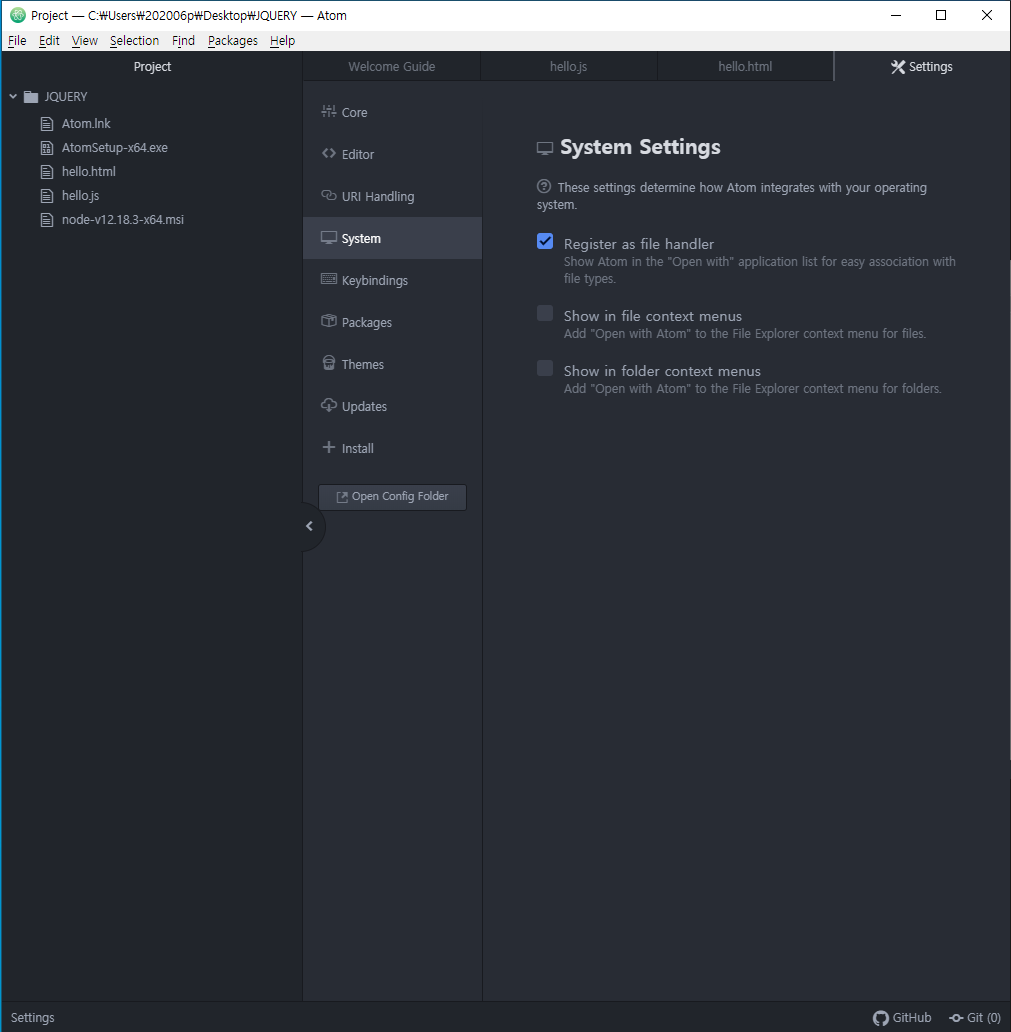 Project — C:₩Users₩202006p₩Desktop₩JQUERY — Atom
File Edit View Selection Find Packages Help
Project
Welcome Guide
hello.js
hello.html
Settings
JQUERY
Atom.lnk
AtomSetup-x64.exe
hello.html
hello.js
node-v12.18.3-x64.msi
Core
Editor
URI Handling
System
Keybindings
Packages
Themes
Updates
Install
Open Config Folder
System Settings
These settings determine how Atom integrates with your operating
system.
Register as file handler
Show Atom in the "Open with" application list for easy association with
file types.
Show in file context menus
Add "Open with Atom" to the File Explorer context menu for files.
Show in folder context menus
Add "Open with Atom" to the File Explorer context menu for folders.
Settings
GitHub
Git (0)